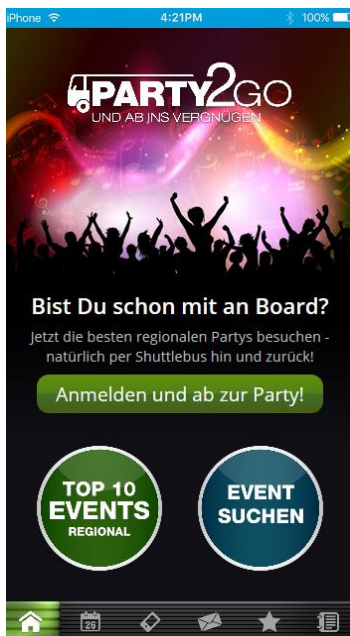 iPhone 4:21PM 100%
PARTY2GO
UND AB INS VERGNÜGEN
Bist Du schon mit an Board?
Jetzt die besten regionalen Partys besuchen -
natürlich per Shuttlebus hin und zurück!
Anmelden und ab zur Party!
TOP 10
EVENTS
REGIONAL
EVENT
SUCHEN
26